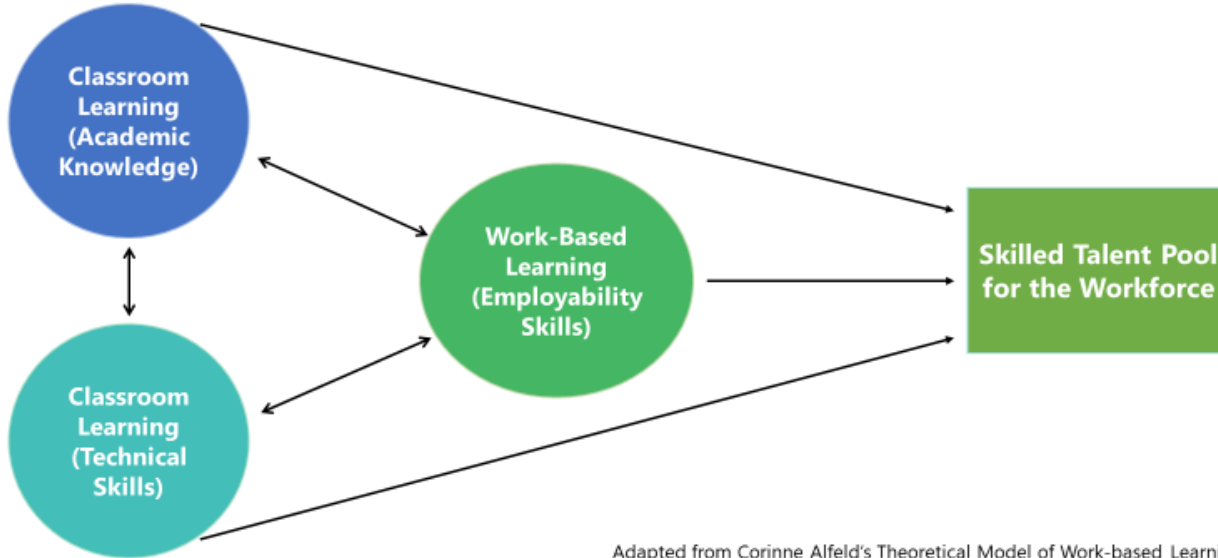 Classroom
Learning
(Academic
Knowledge)
Work-Based
Learning
(Employability
Skills)
Skilled Talent Pool
for the Workforce
Classroom
Learning
(Technical
Skills)
Adapted from Corinne Alfeld's Theoretical Model of Work-based